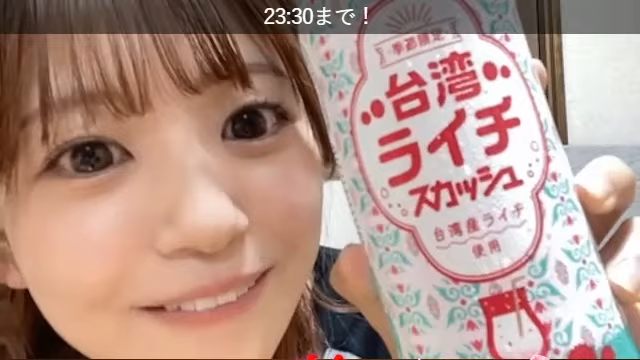 23:30まで！
季節限定
台湾
ライチ
スカッシュ
台湾産ライチ
使用